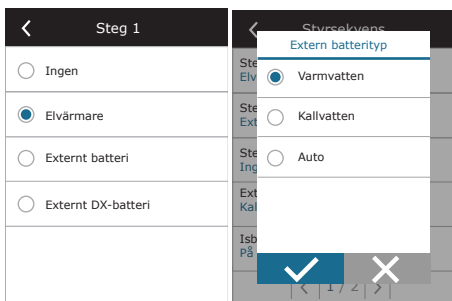 Steg 1
Ingen
Elvärmare
Externt batteri
Externt DX-batteri
Styrsekvens
Extern batterityp
Ste
Elv
Varmvatten
Ste
Ext
Kallvatten
Ste
Ing
Auto
Ext
Kal
Isb
På
1 / 2